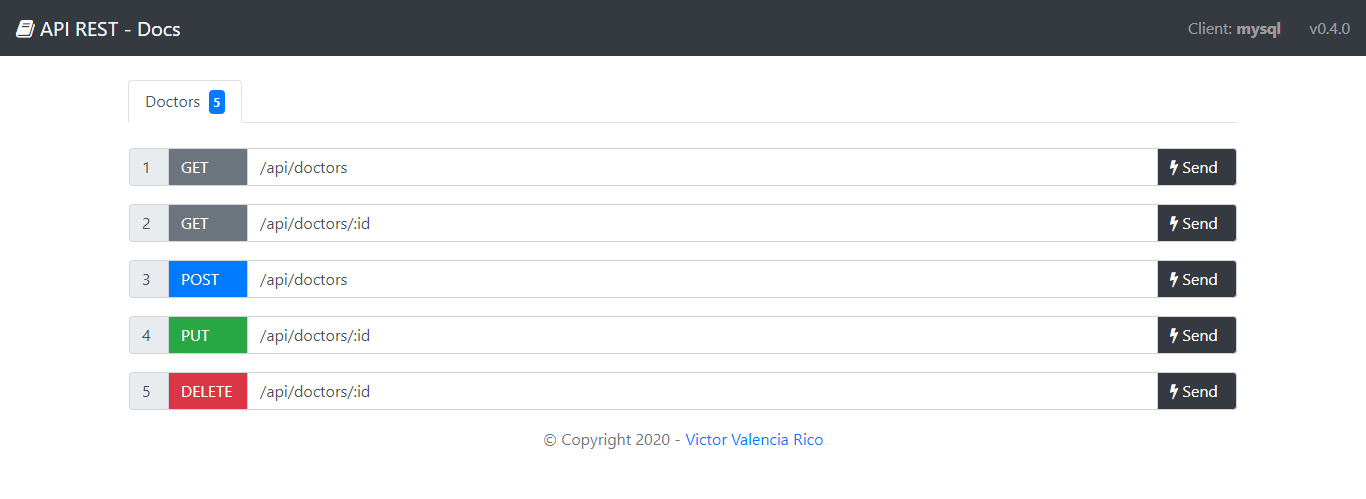 API REST - Docs Client: mysql v0.4.0
Doctors 5
1 GET /api/doctors Send
2 GET /api/doctors/:id Send
3 POST /api/doctors Send
4 PUT /api/doctors/:id Send
5 DELETE /api/doctors/:id Send
© Copyright 2020 - Victor Valencia Rico